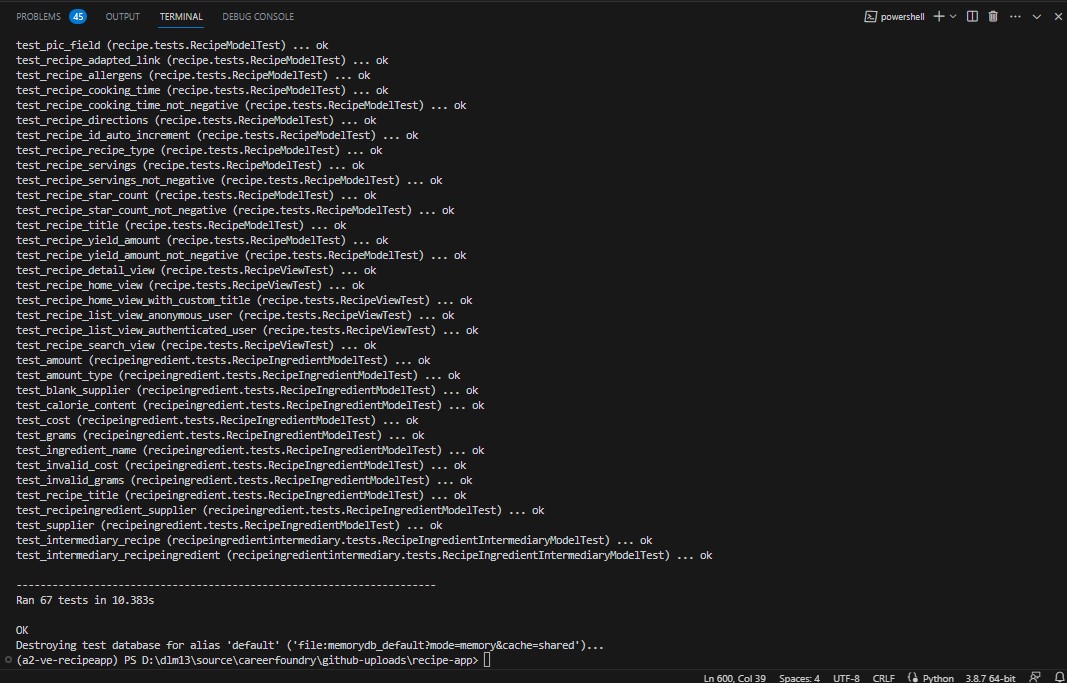 PROBLEMS 45 OUTPUT TERMINAL DEBUG CONSOLE powershell
test_pic_field (recipe.tests.RecipeModelTest) ... ok
test_recipe_adapted_link (recipe.tests.RecipeModelTest) ... ok
test_recipe_allergens (recipe.tests.RecipeModelTest) ... ok
test_recipe_cooking_time (recipe.tests.RecipeModelTest) ... ok
test_recipe_cooking_time_not_negative (recipe.tests.RecipeModelTest) ... ok
test_recipe_directions (recipe.tests.RecipeModelTest) ... ok
test_recipe_id_auto_increment (recipe.tests.RecipeModelTest) ... ok
test_recipe_recipe_type (recipe.tests.RecipeModelTest) ... ok
test_recipe_servings (recipe.tests.RecipeModelTest) ... ok
test_recipe_servings_not_negative (recipe.tests.RecipeModelTest) ... ok
test_recipe_star_count (recipe.tests.RecipeModelTest) ... ok
test_recipe_star_count_not_negative (recipe.tests.RecipeModelTest) ... ok
test_recipe_title (recipe.tests.RecipeModelTest) ... ok
test_recipe_yield_amount (recipe.tests.RecipeModelTest) ... ok
test_recipe_yield_amount_not_negative (recipe.tests.RecipeModelTest) ... ok
test_recipe_detail_view (recipe.tests.RecipeViewTest) ... ok
test_recipe_home_view (recipe.tests.RecipeViewTest) ... ok
test_recipe_home_view_with_custom_title (recipe.tests.RecipeViewTest) ... ok
test_recipe_list_view_anonymous_user (recipe.tests.RecipeViewTest) ... ok
test_recipe_list_view_authenticated_user (recipe.tests.RecipeViewTest) ... ok
test_recipe_search_view (recipe.tests.RecipeViewTest) ... ok
test_amount (recipeingredient.tests.RecipeIngredientModelTest) ... ok
test_amount_type (recipeingredient.tests.RecipeIngredientModelTest) ... ok
test_blank_supplier (recipeingredient.tests.RecipeIngredientModelTest) ... ok
test_calorie_content (recipeingredient.tests.RecipeIngredientModelTest) ... ok
test_cost (recipeingredient.tests.RecipeIngredientModelTest) ... ok
test_grams (recipeingredient.tests.RecipeIngredientModelTest) ... ok
test_ingredient_name (recipeingredient.tests.RecipeIngredientModelTest) ... ok
test_invalid_cost (recipeingredient.tests.RecipeIngredientModelTest) ... ok
test_invalid_grams (recipeingredient.tests.RecipeIngredientModelTest) ... ok
test_recipe_title (recipeingredient.tests.RecipeIngredientModelTest) ... ok
test_recipeingredient_supplier (recipeingredient.tests.RecipeIngredientModelTest) ... ok
test_supplier (recipeingredient.tests.RecipeIngredientModelTest) ... ok
test_intermediary_recipe (recipeingredientintermediary.tests.RecipeIngredientIntermediaryModelTest) ... ok
test_intermediary_recipeingredient (recipeingredientintermediary.tests.RecipeIngredientIntermediaryModelTest) ... ok
----------------------------------------------------------------------
Ran 67 tests in 10.383s
OK
Destroying test database for alias 'default' ('file:memorydb_default?mode=memory&cache=shared')...
(a2-ve-recipeapp) PS D:\dlml3\source\careerfoundry\github-uploads\recipe-app>
Ln 600, Col 39 Spaces: 4 UTF-8 CRLF Python 3.8.7 64-bit